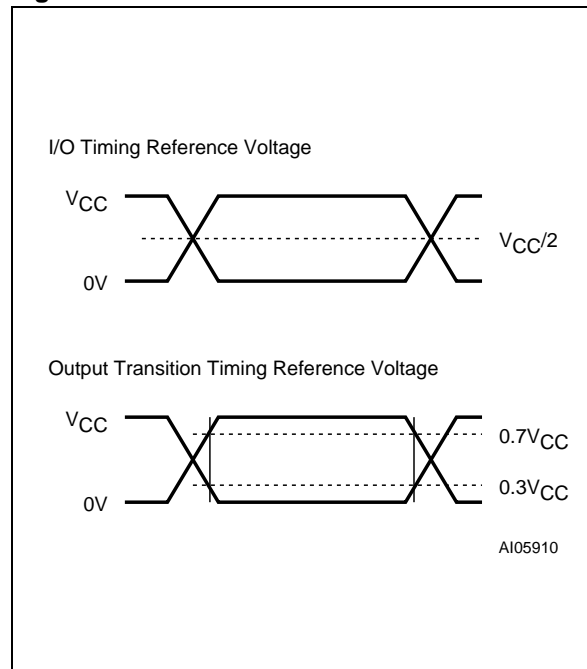 I/O Timing Reference Voltage
VCC
VCC/2
0V
Output Transition Timing Reference Voltage
VCC
0.7VCC
0.3VCC
0V
AI05910